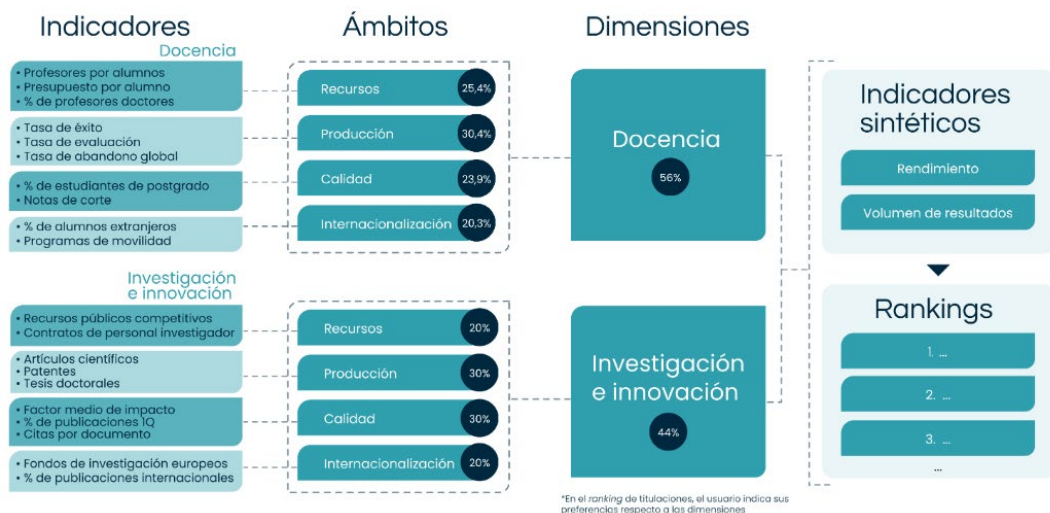 Indicadores
Docencia
• Profesores por alumnos
• Presupuesto por alumno
• % de profesores doctores
• Tasa de éxito
• Tasa de evaluación
• Tasa de abandono global
• % de estudiantes de postgrado
• Notas de corte
• % de alumnos extranjeros
• Programas de movilidad
Investigación
e innovación
• Recursos públicos competitivos
• Contratos de personal investigador
• Artículos científicos
• Patentes
• Tesis doctorales
• Factor medio de impacto
• % de publicaciones 1Q
• Citas por documento
• Fondos de investigación europeos
• % de publicaciones internacionales
Ámbitos
Recursos 25,4%
Producción 30,4%
Calidad 23,9%
Internacionalización 20,3%
Recursos 20%
Producción 30%
Calidad 30%
Internacionalización 20%
Dimensiones
Docencia
56%
Investigación
e innovación
44%
*En el ranking de titulaciones, el usuario indica sus
preferencias respecto a las dimensiones
Indicadores
sintéticos
Rendimiento
Volumen de resultados
Rankings
1. ...
2. ...
3. ...
...